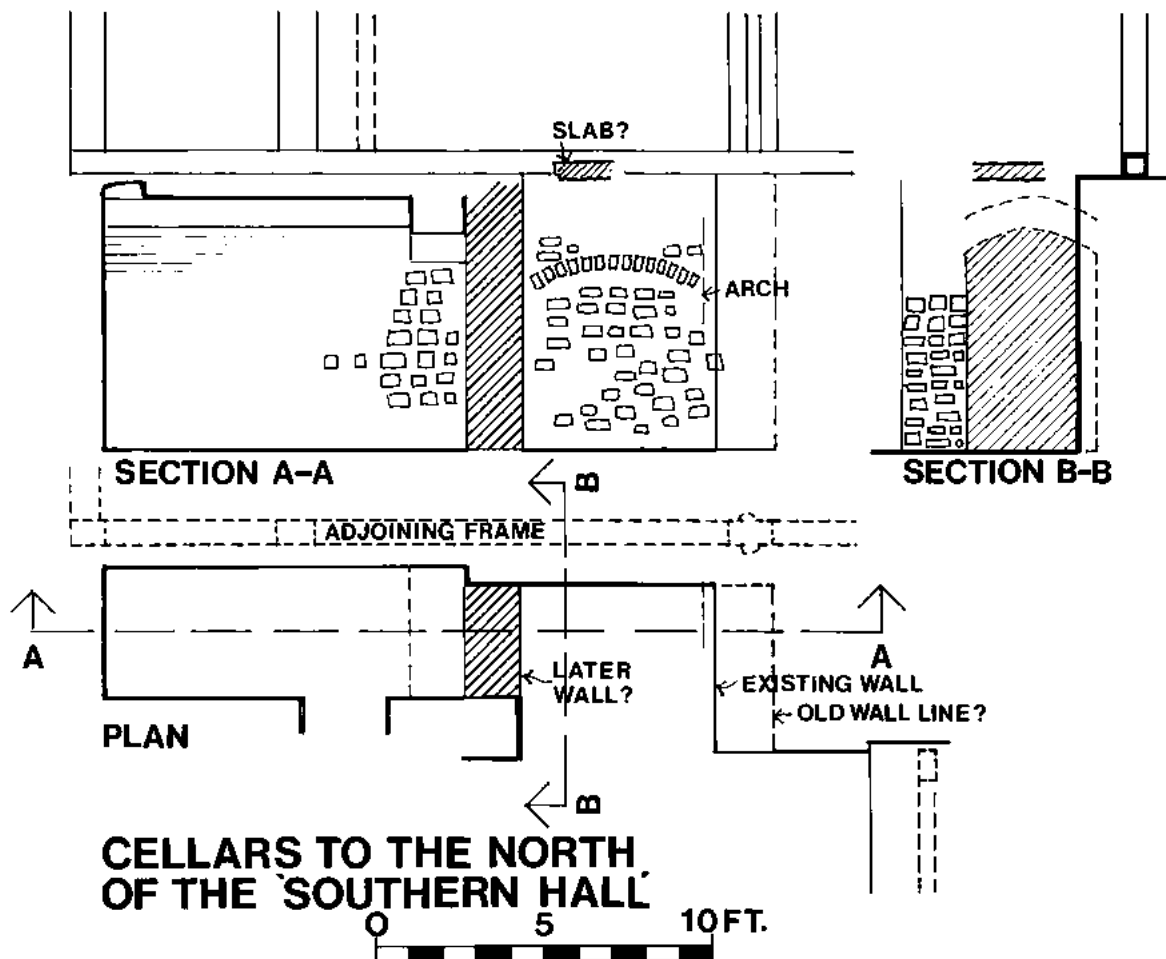 SLAB?
ARCH
SECTION A–A
SECTION B–B
B
ADJOINING FRAME
A
A
LATER
WALL?
EXISTING WALL
OLD WALL LINE?
PLAN
B
CELLARS TO THE NORTH
OF THE 'SOUTHERN HALL'
0 5 10 FT.